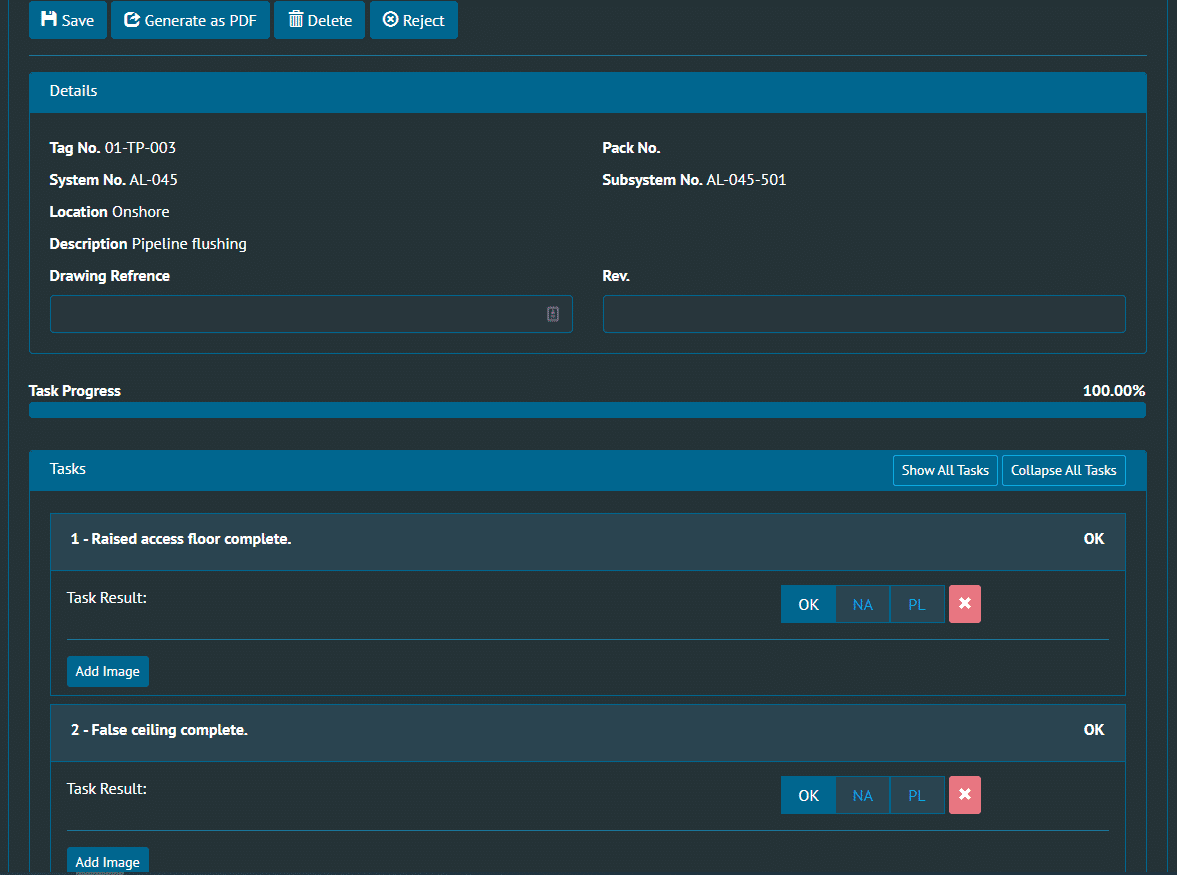 Save Generate as PDF Delete Reject
Details
Tag No. 01-TP-003 Pack No.
System No. AL-045 Subsystem No. AL-045-501
Location Onshore
Description Pipeline flushing
Drawing Refrence Rev.
Task Progress 100.00%
Tasks Show All Tasks Collapse All Tasks
1 - Raised access floor complete. OK
Task Result: OK NA PL
Add Image
2 - False ceiling complete. OK
Task Result: OK NA PL
Add Image